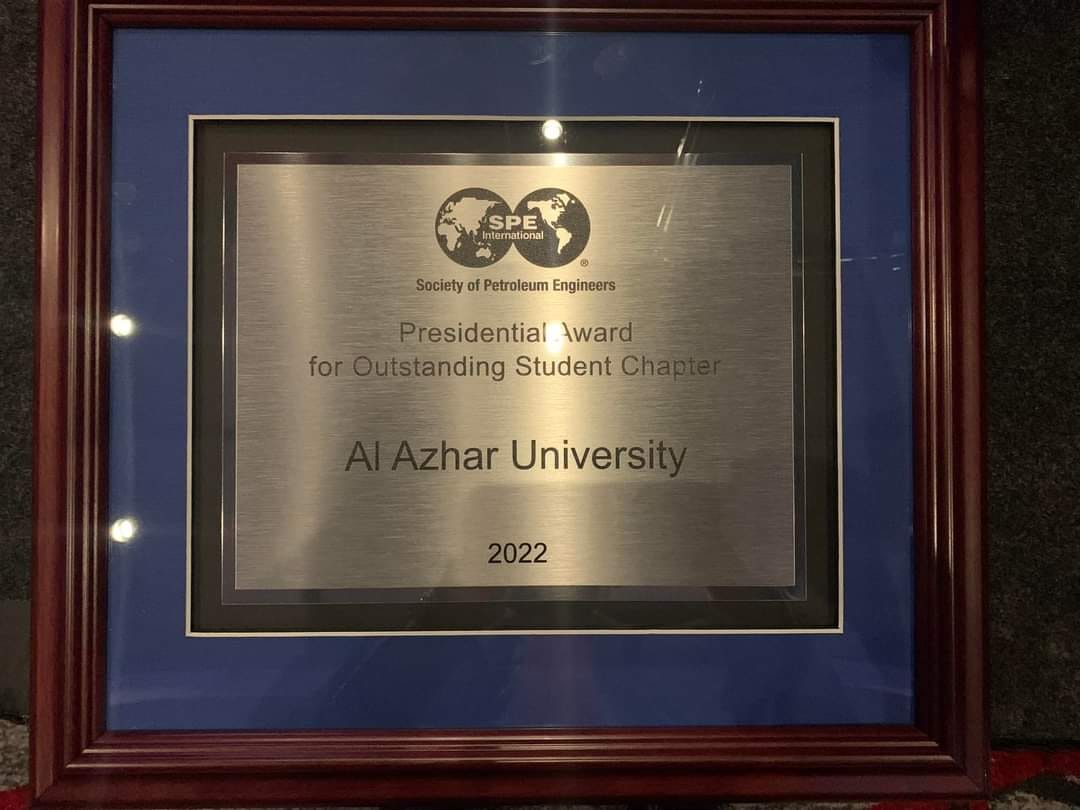 SPE
International
®
Society of Petroleum Engineers
Presidential Award
for Outstanding Student Chapter
Al Azhar University
2022